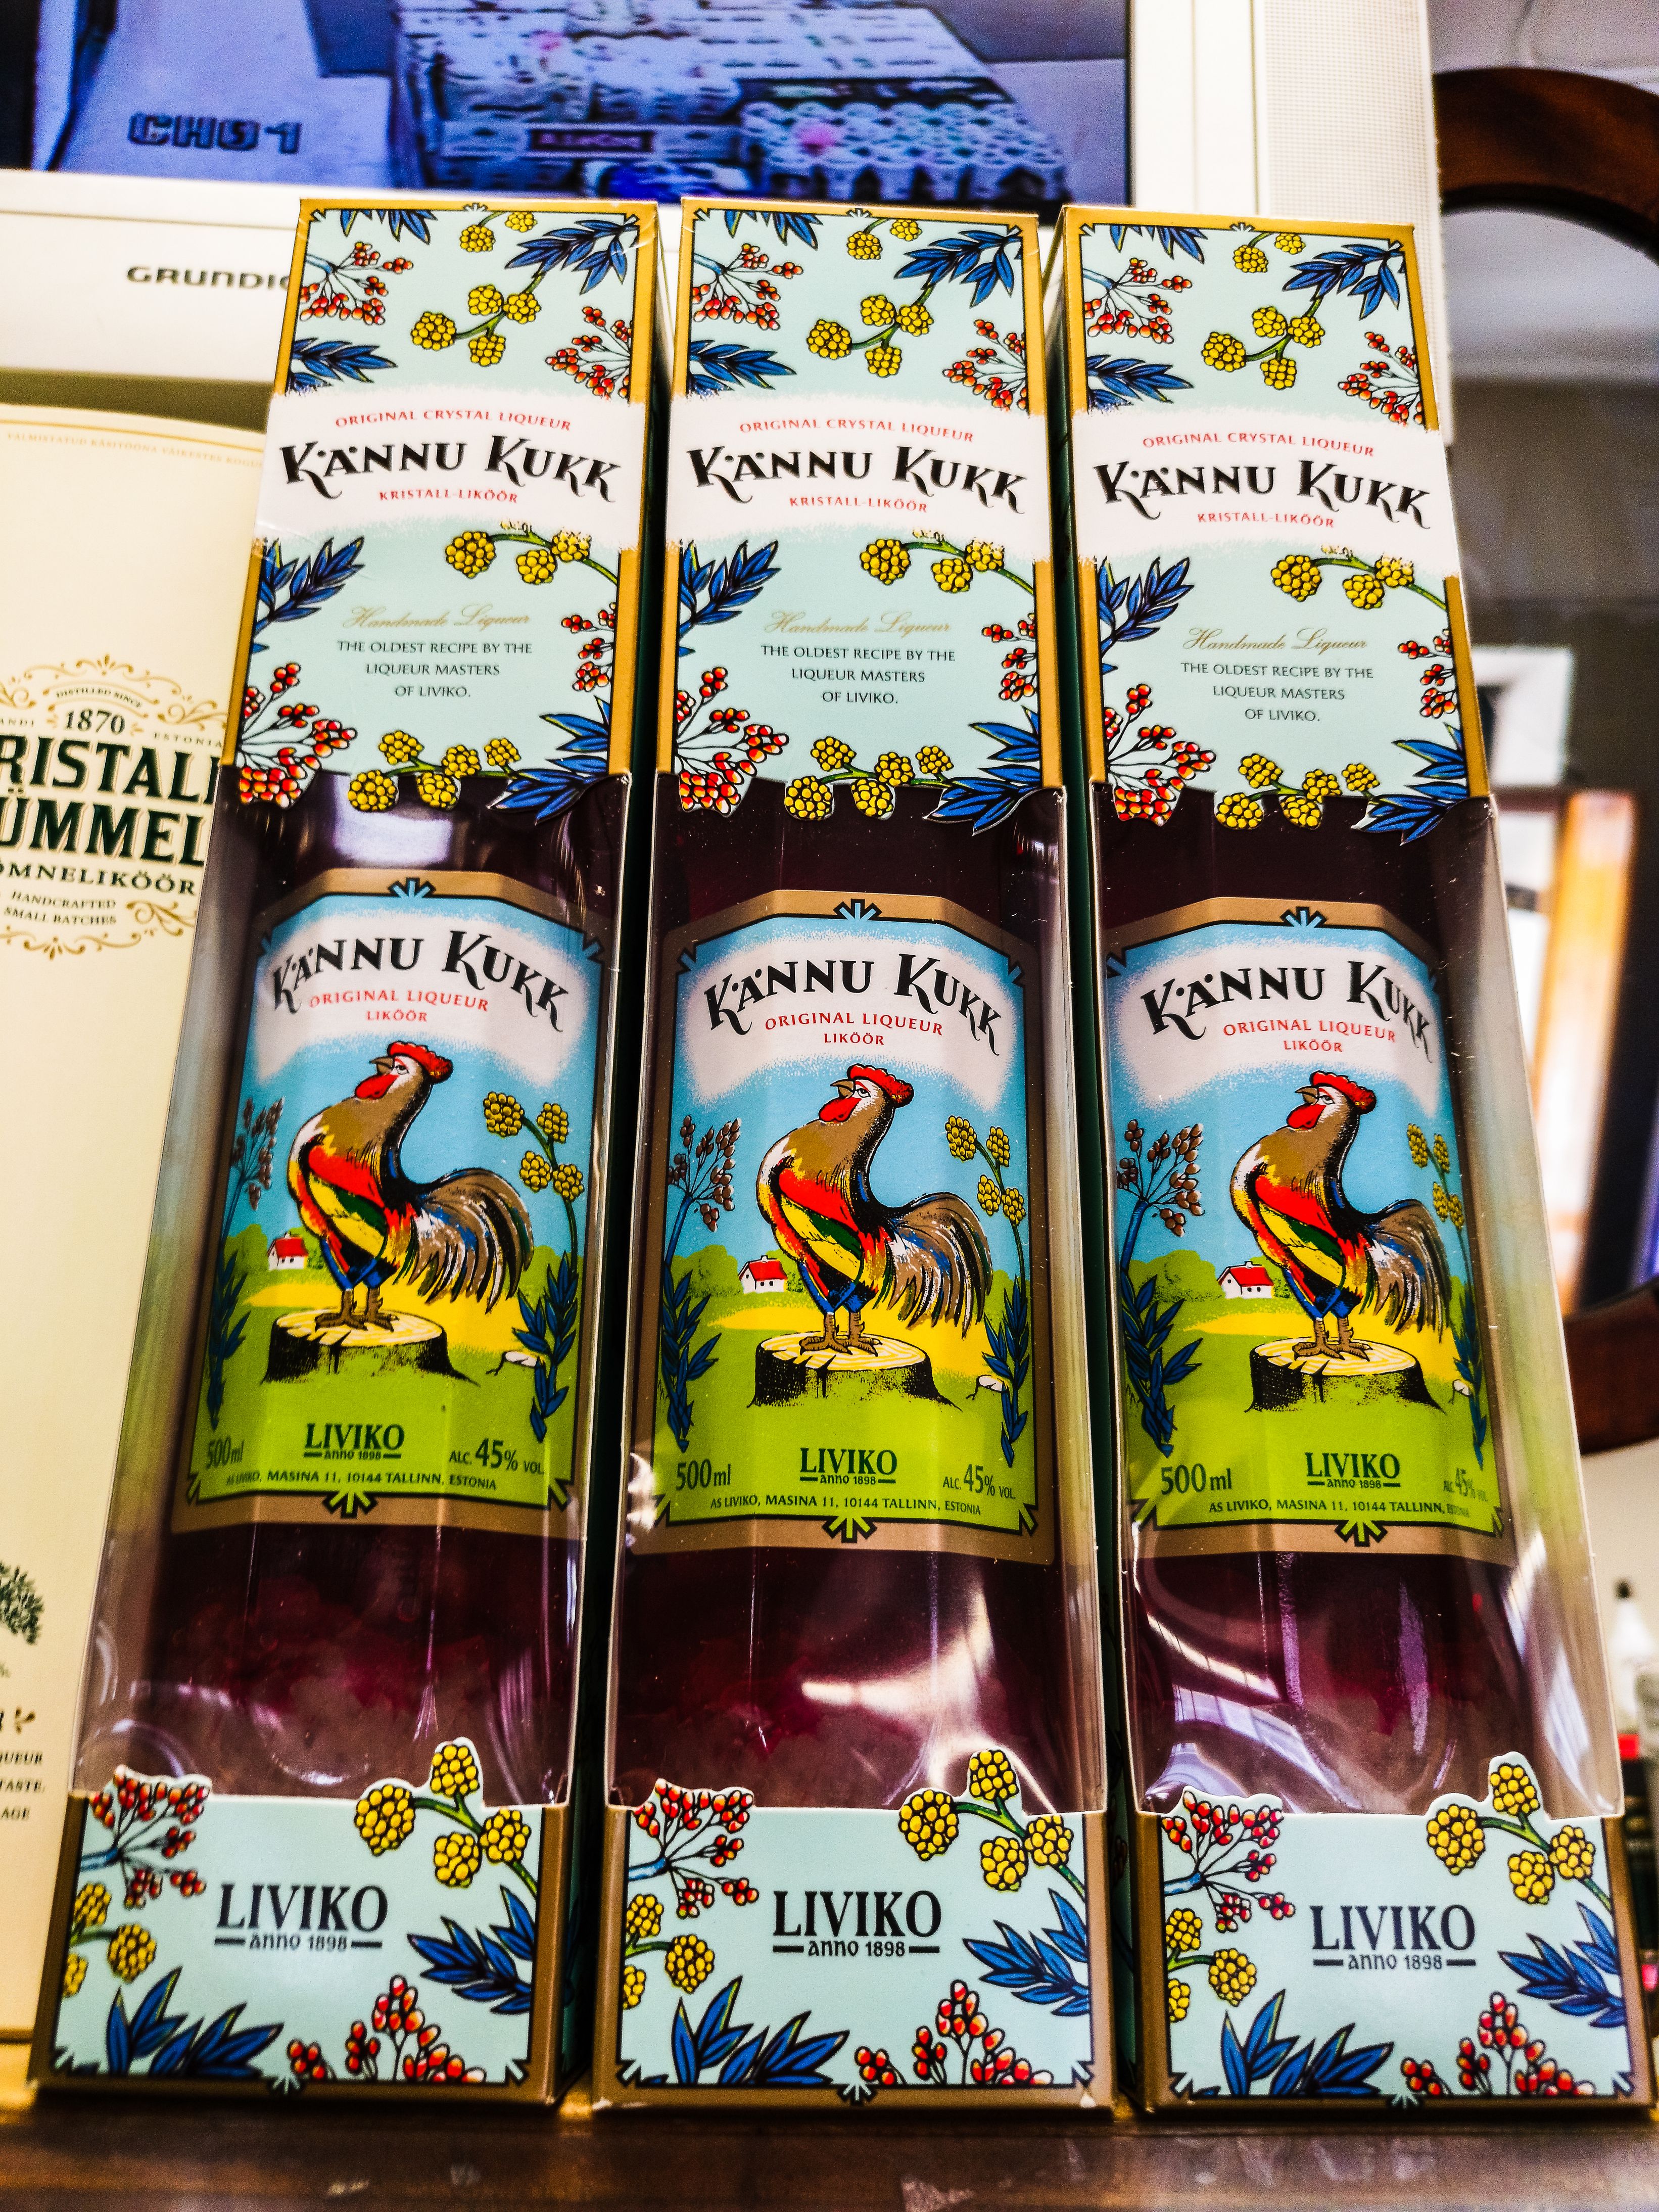 CH01
ORIGINAL CRYSTAL LIQUEUR
KÄNNU KUKK
KRISTALL-LIKÖÖR
Handmade Liqueur
THE OLDEST RECIPE BY THE
LIQUEUR MASTERS
OF LIVIKO.
KÄNNU KUKK
ORIGINAL LIQUEUR
LIKÖÖR
500ml
LIVIKO
anno 1898
ALC. 45% VOL.
AS LIVIKO, MASINA 11, 10144 TALLINN, ESTONIA
LIVIKO
anno 1898
ORIGINAL CRYSTAL LIQUEUR
KÄNNU KUKK
KRISTALL-LIKÖÖR
Handmade Liqueur
THE OLDEST RECIPE BY THE
LIQUEUR MASTERS
OF LIVIKO.
KÄNNU KUKK
ORIGINAL LIQUEUR
LIKÖÖR
500ml
LIVIKO
anno 1898
ALC. 45% VOL.
AS LIVIKO, MASINA 11, 10144 TALLINN, ESTONIA
LIVIKO
anno 1898
ORIGINAL CRYSTAL LIQUEUR
KÄNNU KUKK
KRISTALL-LIKÖÖR
Handmade Liqueur
THE OLDEST RECIPE BY THE
LIQUEUR MASTERS
OF LIVIKO.
KÄNNU KUKK
ORIGINAL LIQUEUR
LIKÖÖR
500ml
LIVIKO
anno 1898
ALC. 45% VOL.
AS LIVIKO, MASINA 11, 10144 TALLINN, ESTONIA
LIVIKO
anno 1898
DISTILLED SINCE
1870
ESTONIA
HANDCRAFTED
SMALL BATCHES